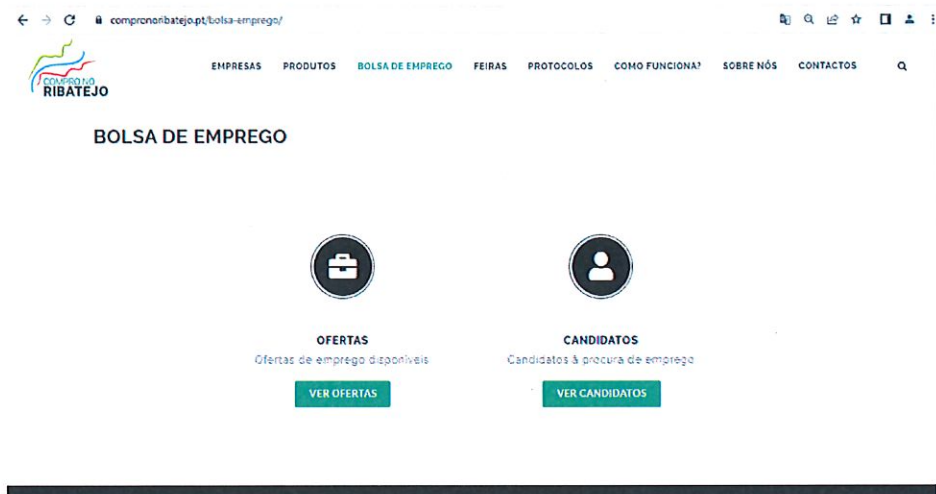 compronoribatejo.pt/bolsa-emprego/
COMPRO NO
RIBATEJO
EMPRESAS PRODUTOS BOLSA DE EMPREGO FEIRAS PROTOCOLOS COMO FUNCIONA? SOBRE NÓS CONTACTOS
BOLSA DE EMPREGO
OFERTAS
Ofertas de emprego disponíveis
VER OFERTAS
CANDIDATOS
Candidatos à procura de emprego
VER CANDIDATOS